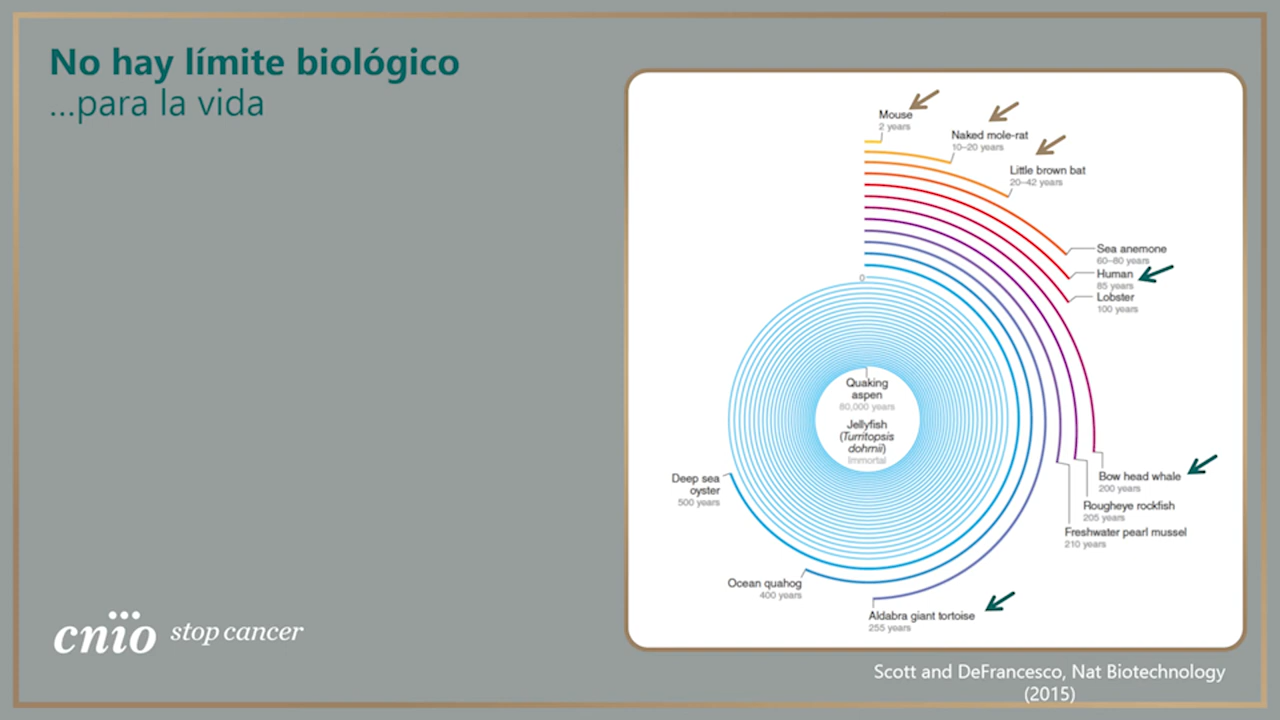 No hay límite biológico
...para la vida
Mouse
2 years
Naked mole-rat
10–20 years
Little brown bat
20–42 years
Sea anemone
60–80 years
Human
85 years
Lobster
100 years
0
Quaking
aspen
80,000 years
Jellyfish
(Turritopsis
dohrnii)
Immortal
Bow head whale
200 years
Rougheye rockfish
205 years
Freshwater pearl mussel
210 years
Deep sea
oyster
500 years
Ocean quahog
400 years
Aldabra giant tortoise
255 years
cnio stop cancer
Scott and DeFrancesco, Nat Biotechnology
(2015)